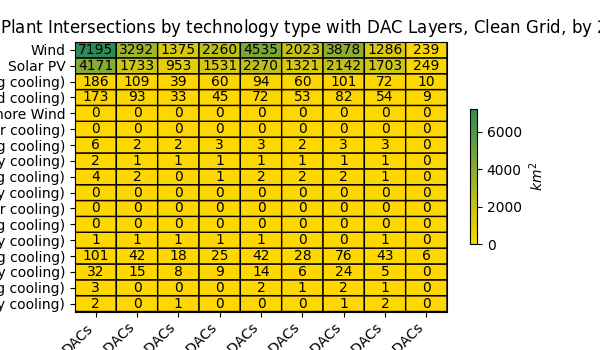 Plant Intersections by technology type with DAC Layers, Clean Grid, by
Wind 7195 3292 1375 2260 4535 2023 3878 1286 239
Solar PV 4171 1733 953 1531 2270 1321 2142 1703 249
cooling) 186 109 39 60 94 60 101 72 10
cooling) 173 93 33 45 72 53 82 54 9
Wind 0 0 0 0 0 0 0 0 0
cooling) 0 0 0 0 0 0 0 0 0
cooling) 6 2 2 3 3 2 3 3 0
cooling) 2 1 1 1 1 1 1 1 0
cooling) 4 2 0 1 2 2 2 1 0
cooling) 0 0 0 0 0 0 0 0 0
cooling) 0 0 0 0 0 0 0 0 0
cooling) 0 0 0 0 0 0 0 0 0
cooling) 1 1 1 1 1 0 0 1 0
cooling) 101 42 18 25 42 28 76 43 6
cooling) 32 15 8 9 14 6 24 5 0
cooling) 3 0 0 0 2 1 2 1 0
cooling) 2 0 1 0 0 0 1 2 0
DACs DACs DACs DACs DACs DACs DACs DACs DACs
6000
4000
2000
0
km²